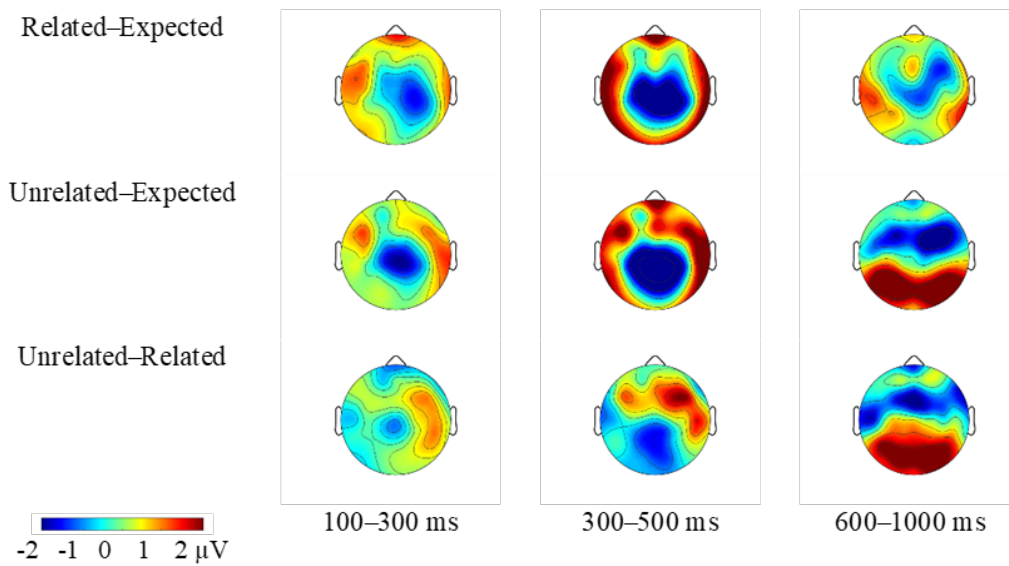 Related–Expected
Unrelated–Expected
Unrelated–Related
100–300 ms
300–500 ms
600–1000 ms
-2 -1 0 1 2 μV